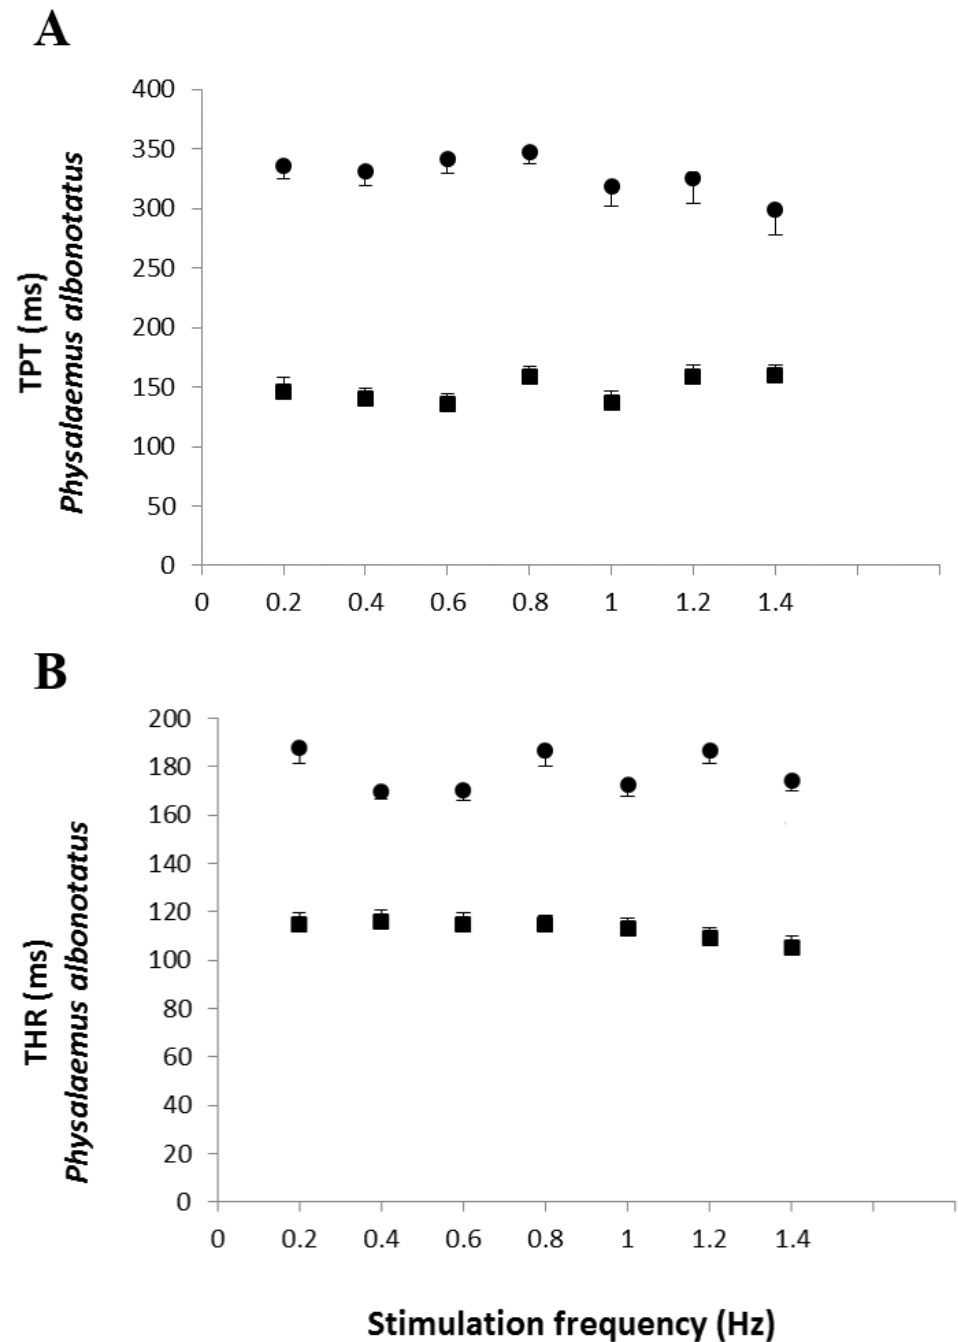 A
400
350
300
250
200
150
100
50
0
0 0.2 0.4 0.6 0.8 1 1.2 1.4
TPT (ms)
Physalaemus albonotatus
B
200
180
160
140
120
100
80
60
40
20
0
0 0.2 0.4 0.6 0.8 1 1.2 1.4
THR (ms)
Physalaemus albonotatus
Stimulation frequency (Hz)